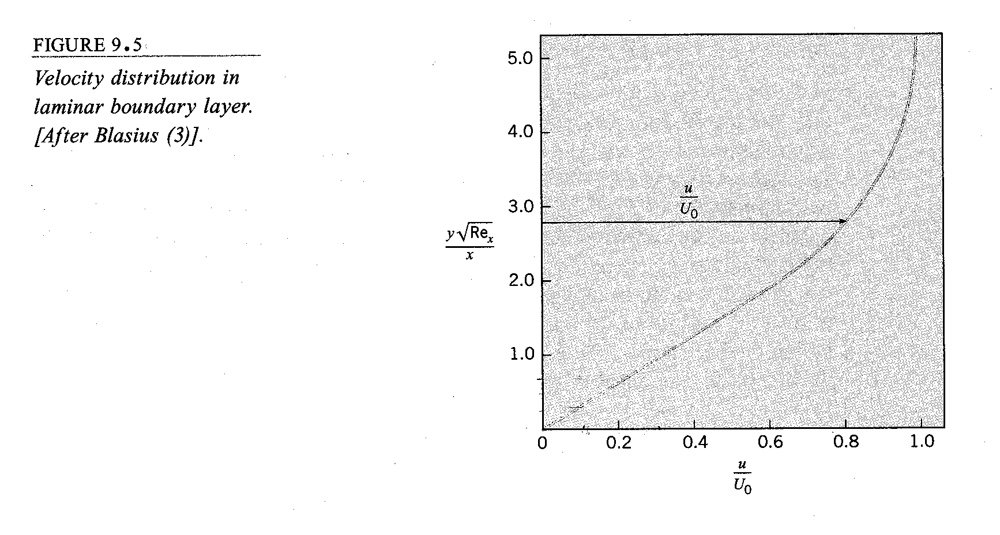 FIGURE 9.5
Velocity distribution in
laminar boundary layer.
[After Blasius (3)].
5.0
4.0
3.0
2.0
1.0
y√Reₓ
x
u
U₀
0 0.2 0.4 0.6 0.8 1.0
u
U₀